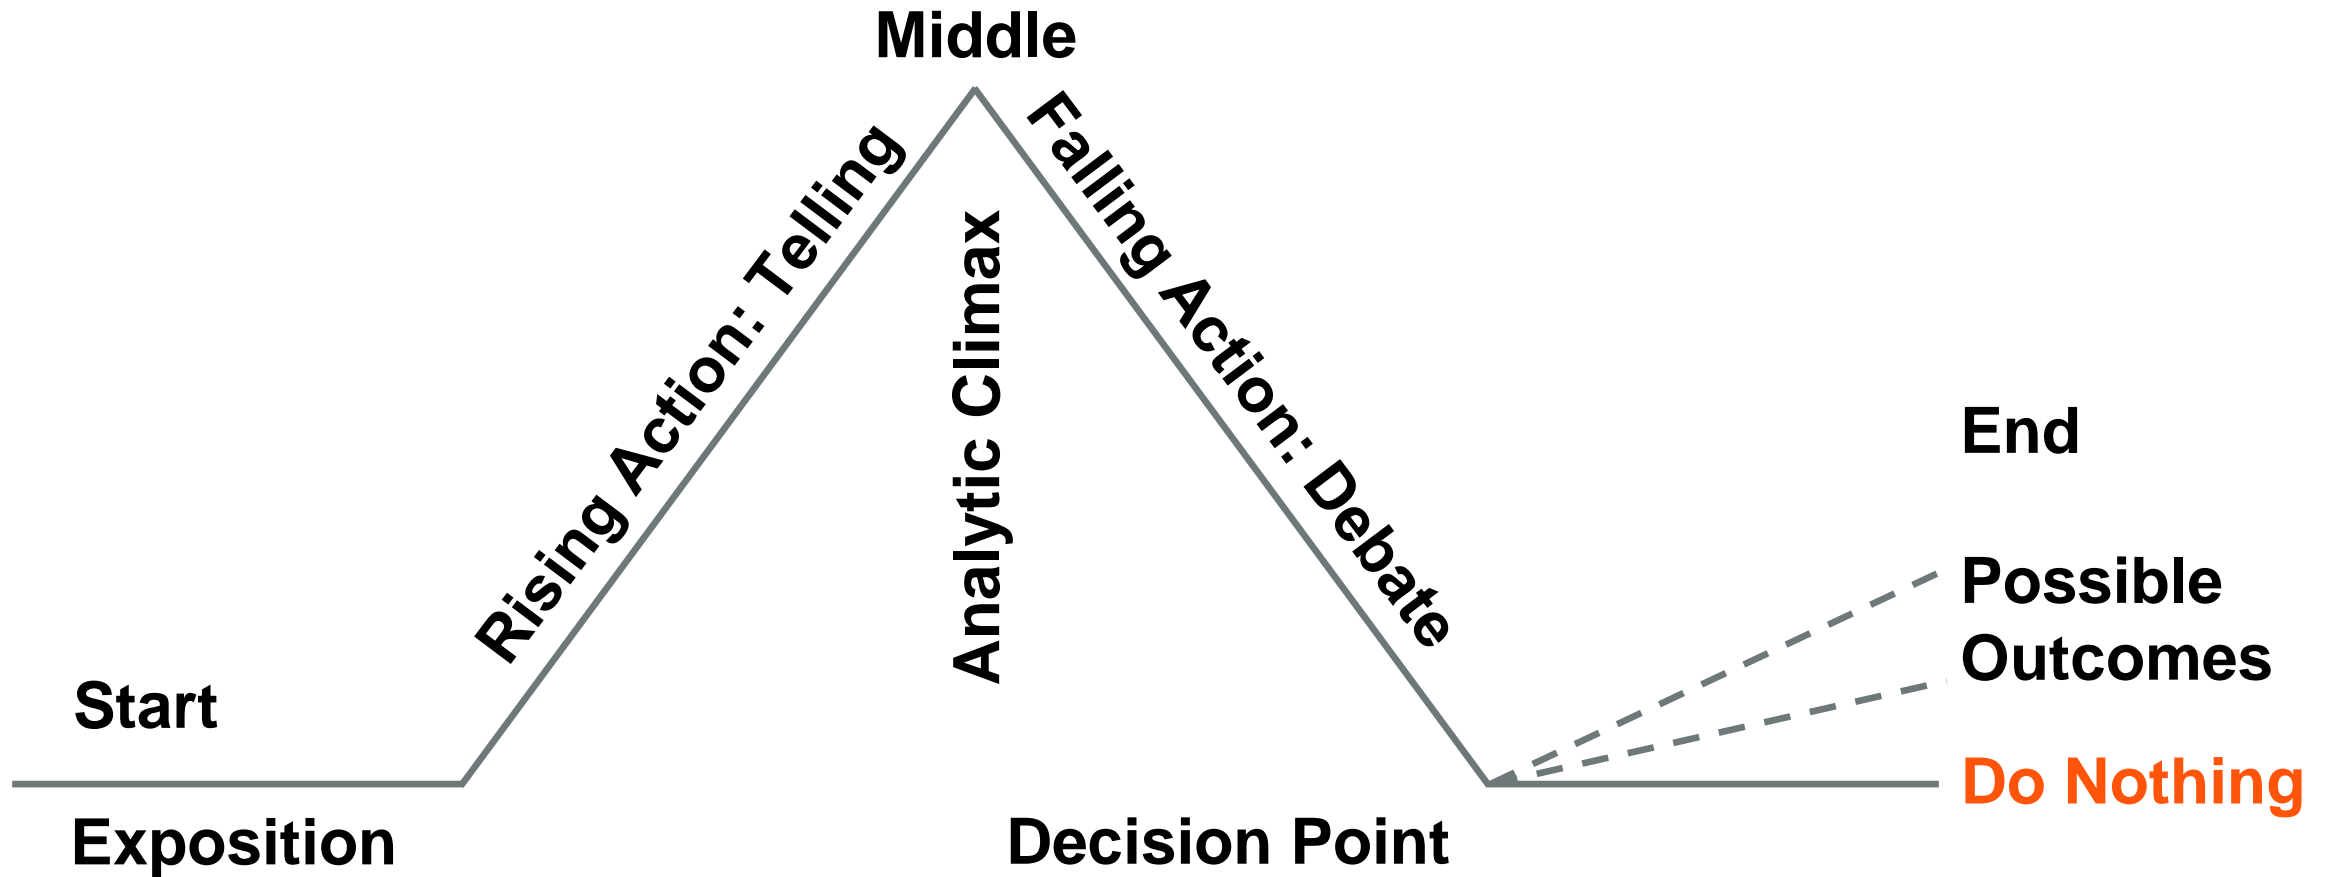 Middle
Rising Action: Telling
Analytic Climax
Falling Action: Debate
Start
Exposition
Decision Point
End
Possible
Outcomes
Do Nothing